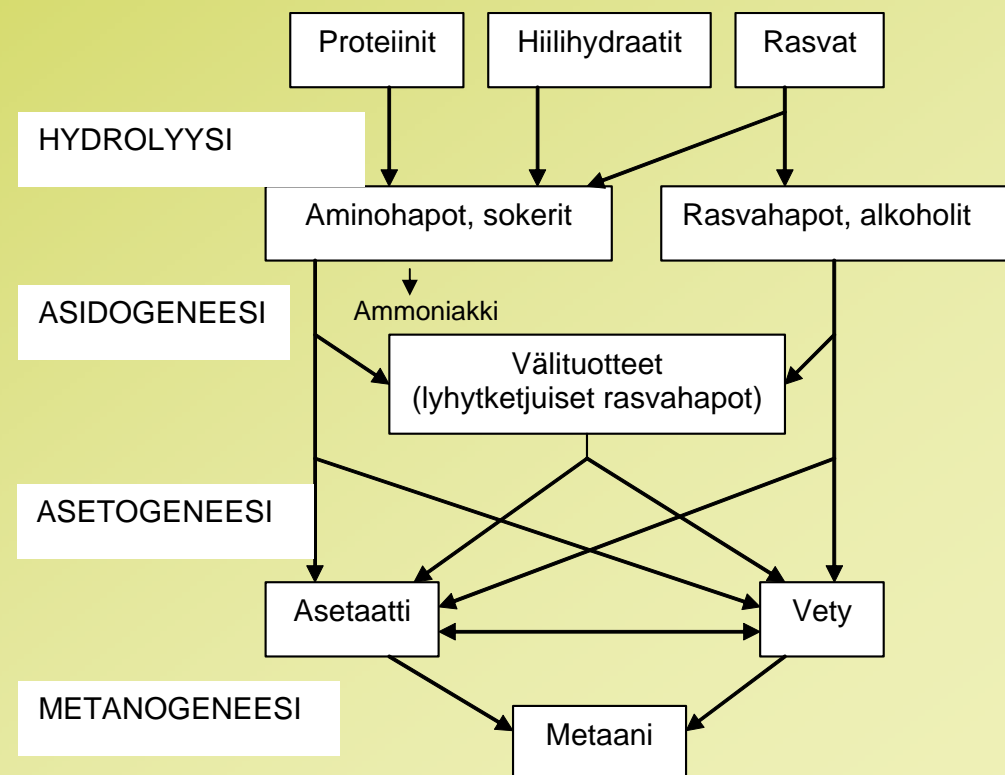 Proteiinit
Hiilihydraatit
Rasvat
HYDROLYYSI
Aminohapot, sokerit
Rasvahapot, alkoholit
ASIDOGENEESI
Ammoniakki
Välituotteet
(lyhytketjuiset rasvahapot)
ASETOGENEESI
Asetaatti
Vety
METANOGENEESI
Metaani